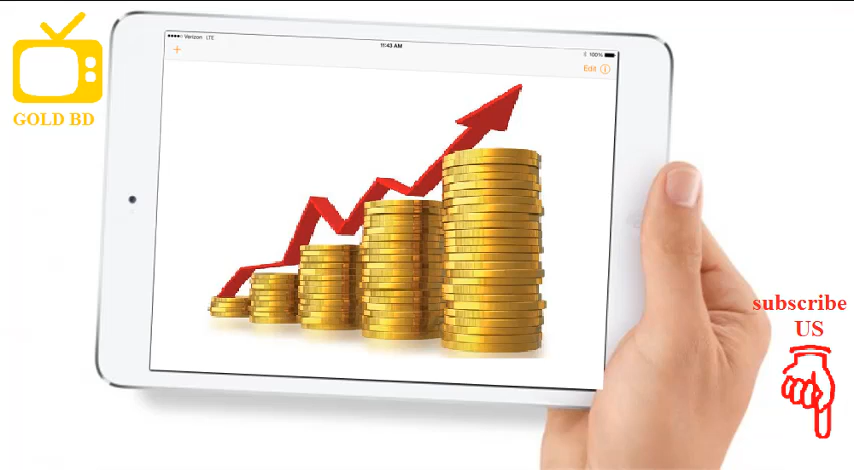 Verizon LTE
11:43 AM
100%
+
Edit
GOLD BD
subscribe
US